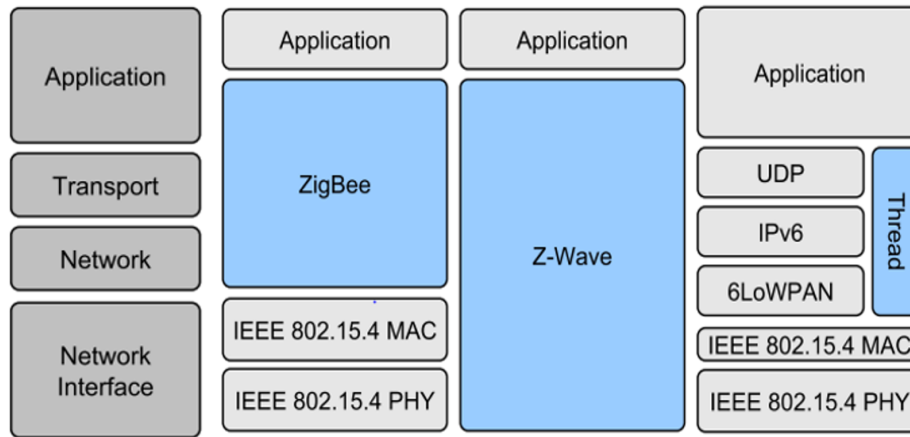 Application
Transport
Network
Network
Interface
Application
ZigBee
IEEE 802.15.4 MAC
IEEE 802.15.4 PHY
Application
Z-Wave
Application
UDP
IPv6
6LoWPAN
Thread
IEEE 802.15.4 MAC
IEEE 802.15.4 PHY